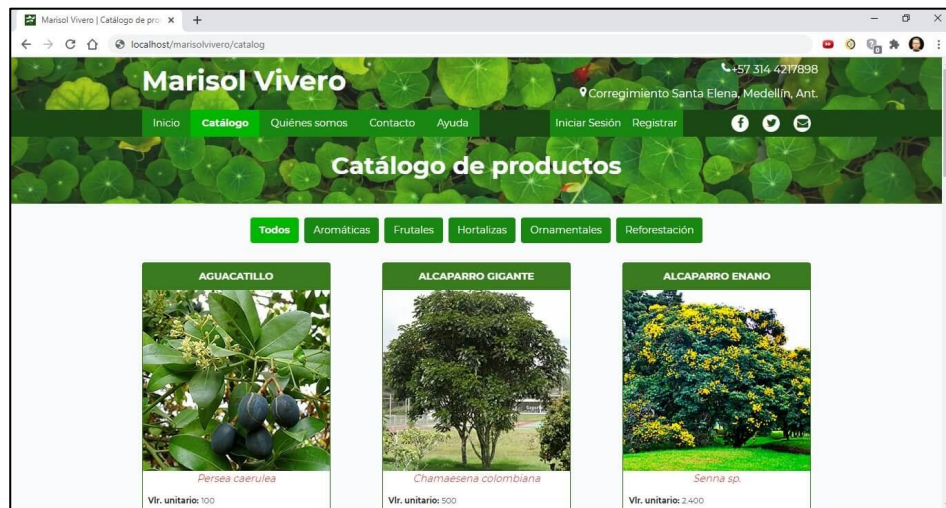 Marisol Vivero | Catálogo de pro
localhost/marisolvivero/catalog
Marisol Vivero
+57 314 4217898
Corregimiento Santa Elena, Medellín, Ant.
Inicio Catálogo Quiénes somos Contacto Ayuda Iniciar Sesión Registrar
Catálogo de productos
Todos Aromáticas Frutales Hortalizas Ornamentales Reforestación
AGUACATILLO ALCAPARRO GIGANTE ALCAPARRO ENANO
Persea caerulea Chamaesena colombiana Senna sp.
Vlr. unitario: 100 Vlr. unitario: 500 Vlr. unitario: 2.400